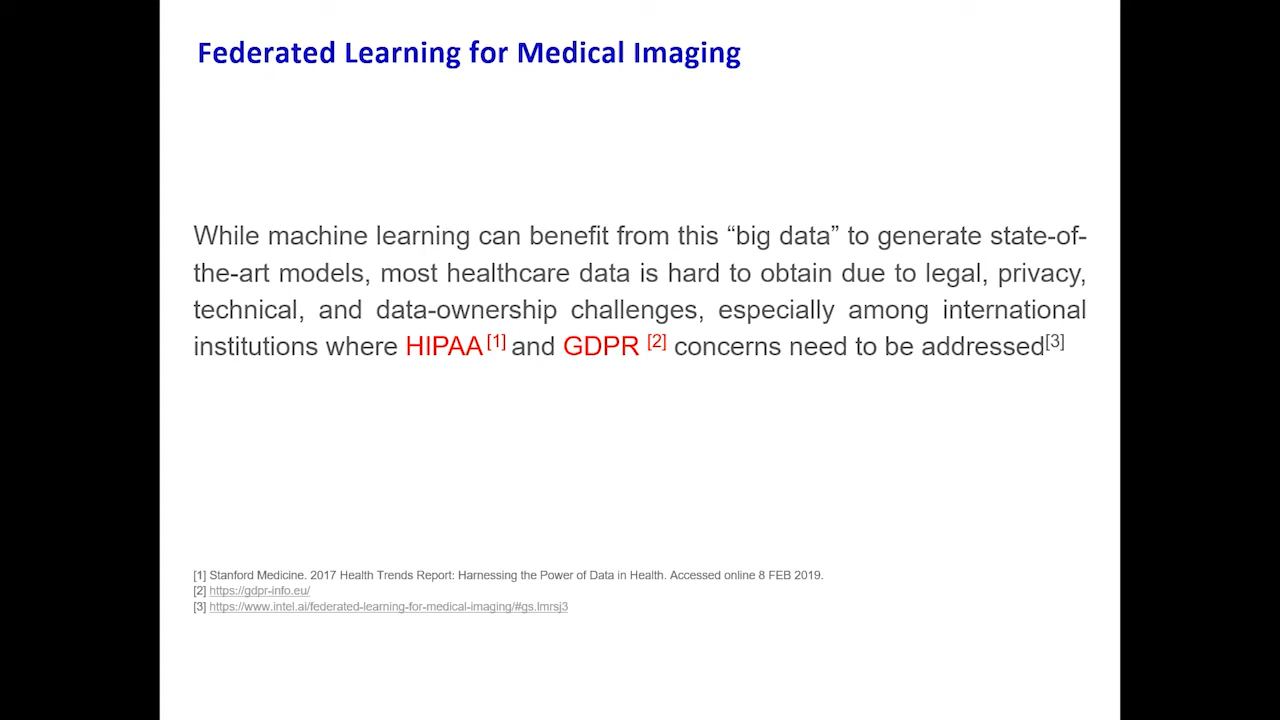 Federated Learning for Medical Imaging
While machine learning can benefit from this “big data” to generate state-of-
the-art models, most healthcare data is hard to obtain due to legal, privacy,
technical, and data-ownership challenges, especially among international
institutions where HIPAA [1] and GDPR [2] concerns need to be addressed[3]
[1] Stanford Medicine. 2017 Health Trends Report: Harnessing the Power of Data in Health. Accessed online 8 FEB 2019.
[2] https://gdpr-info.eu/
[3] https://www.intel.ai/federated-learning-for-medical-imaging/#gs.lmrsj3